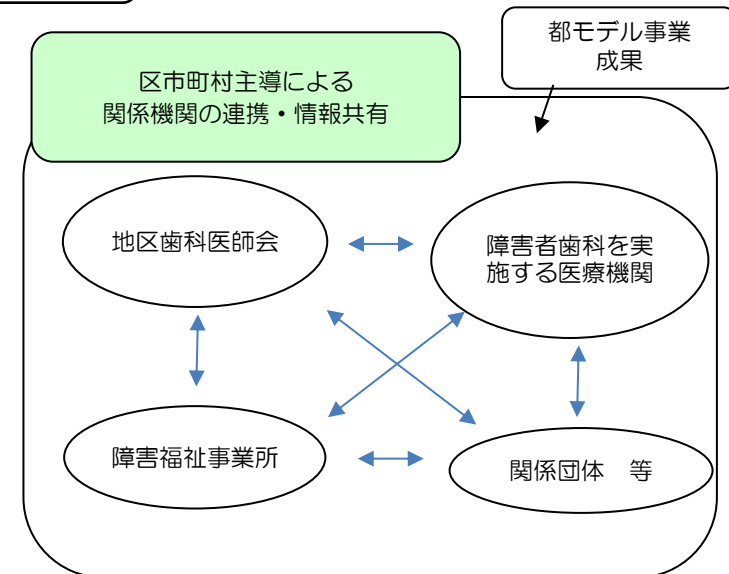 都モデル事業
成果
区市町村主導による
関係機関の連携・情報共有
地区歯科医師会
障害者歯科を実
施する医療機関
障害福祉事業所
関係団体　等